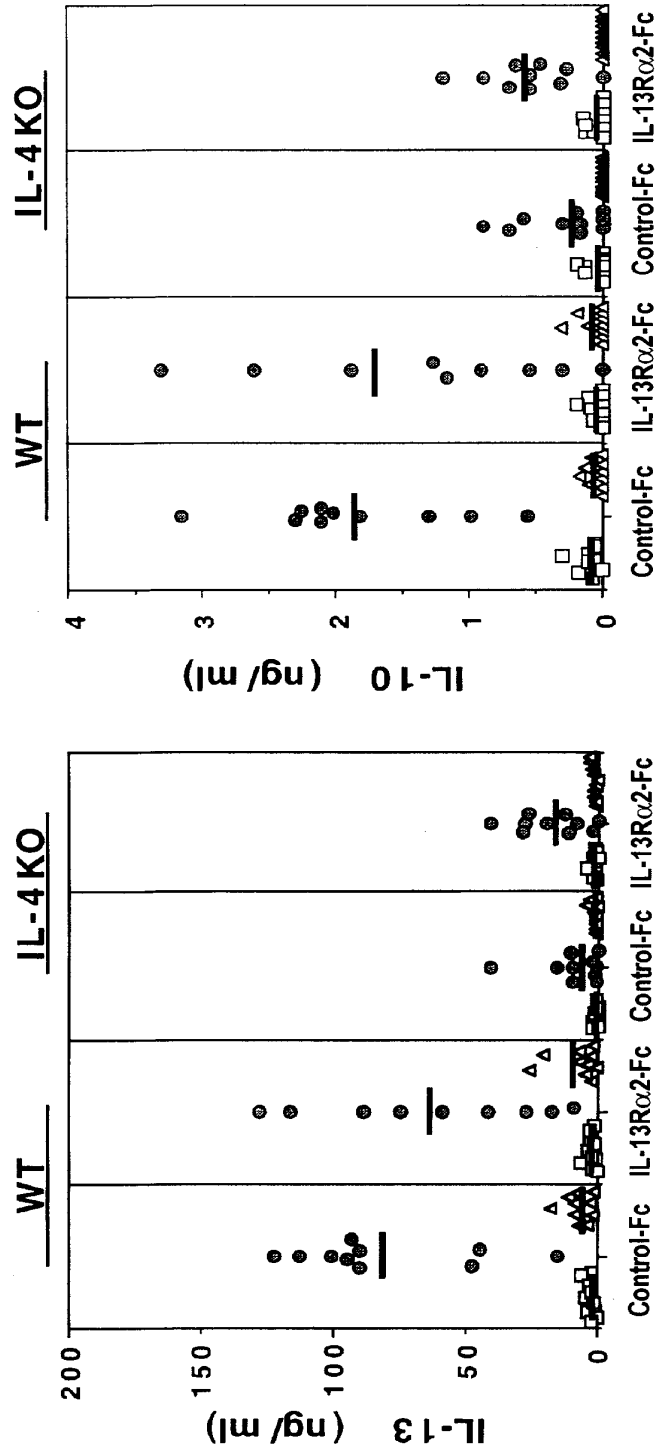 WT
IL-4 KO
IL-13 (ng/ml)
200
150
100
50
0
Control-Fc IL-13Rα2-Fc Control-Fc IL-13Rα2-Fc
WT
IL-4 KO
IL-10 (ng/ml)
4
3
2
1
0
Control-Fc IL-13Rα2-Fc Control-Fc IL-13Rα2-Fc